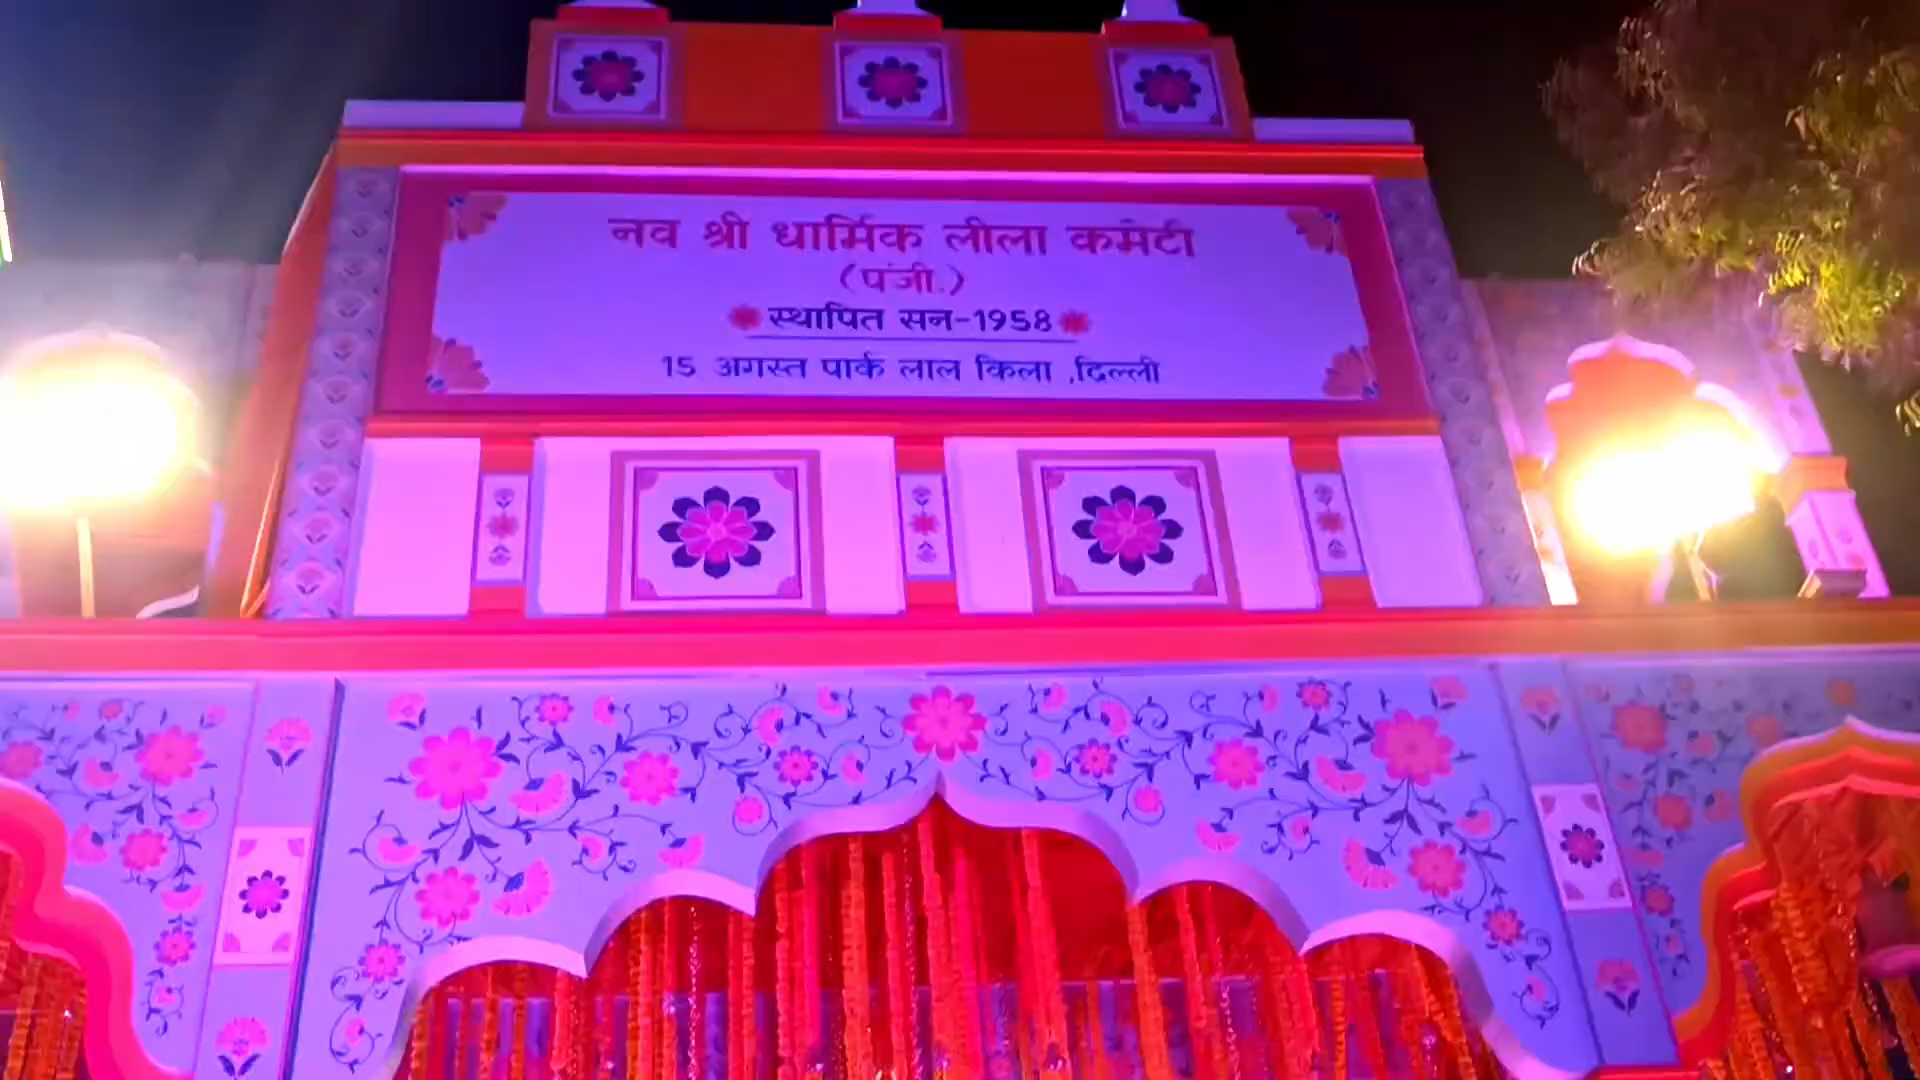 नव श्री धार्मिक लीला कमेटी
(पंजी.)
स्थापित सन-1958
15 अगस्त पार्क लाल किला ,दिल्ली